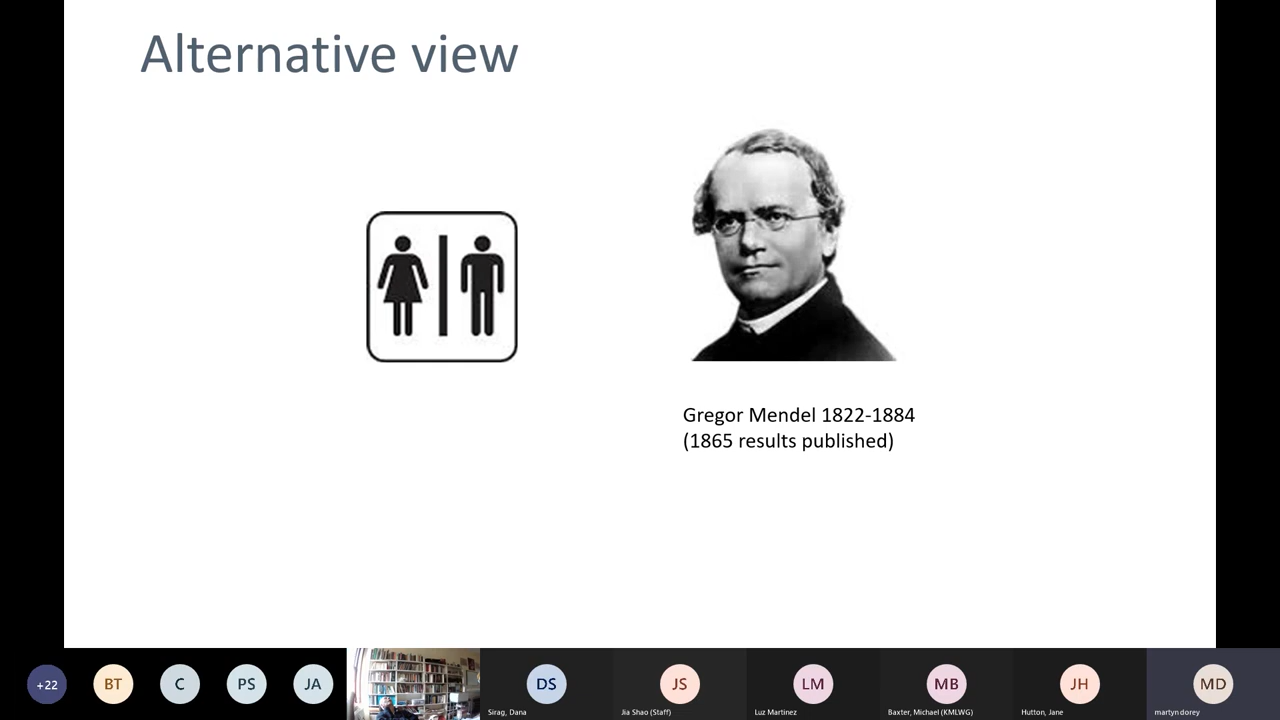 Alternative view
Gregor Mendel 1822-1884
(1865 results published)
+22
BT
C
PS
JA
DS
JS
LM
MB
JH
MD
Sirag, Dana
Jia Shao (Staff)
Luz Martinez
Baxter, Michael (KMLWG)
Hutton, Jane
martyn dorey